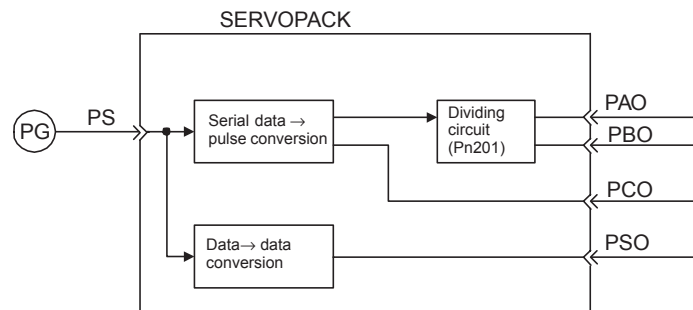 SERVOPACK
PG
PS
Serial data →
pulse conversion
Dividing
circuit
(Pn201)
PAO
PBO
PCO
Data→ data
conversion
PSO